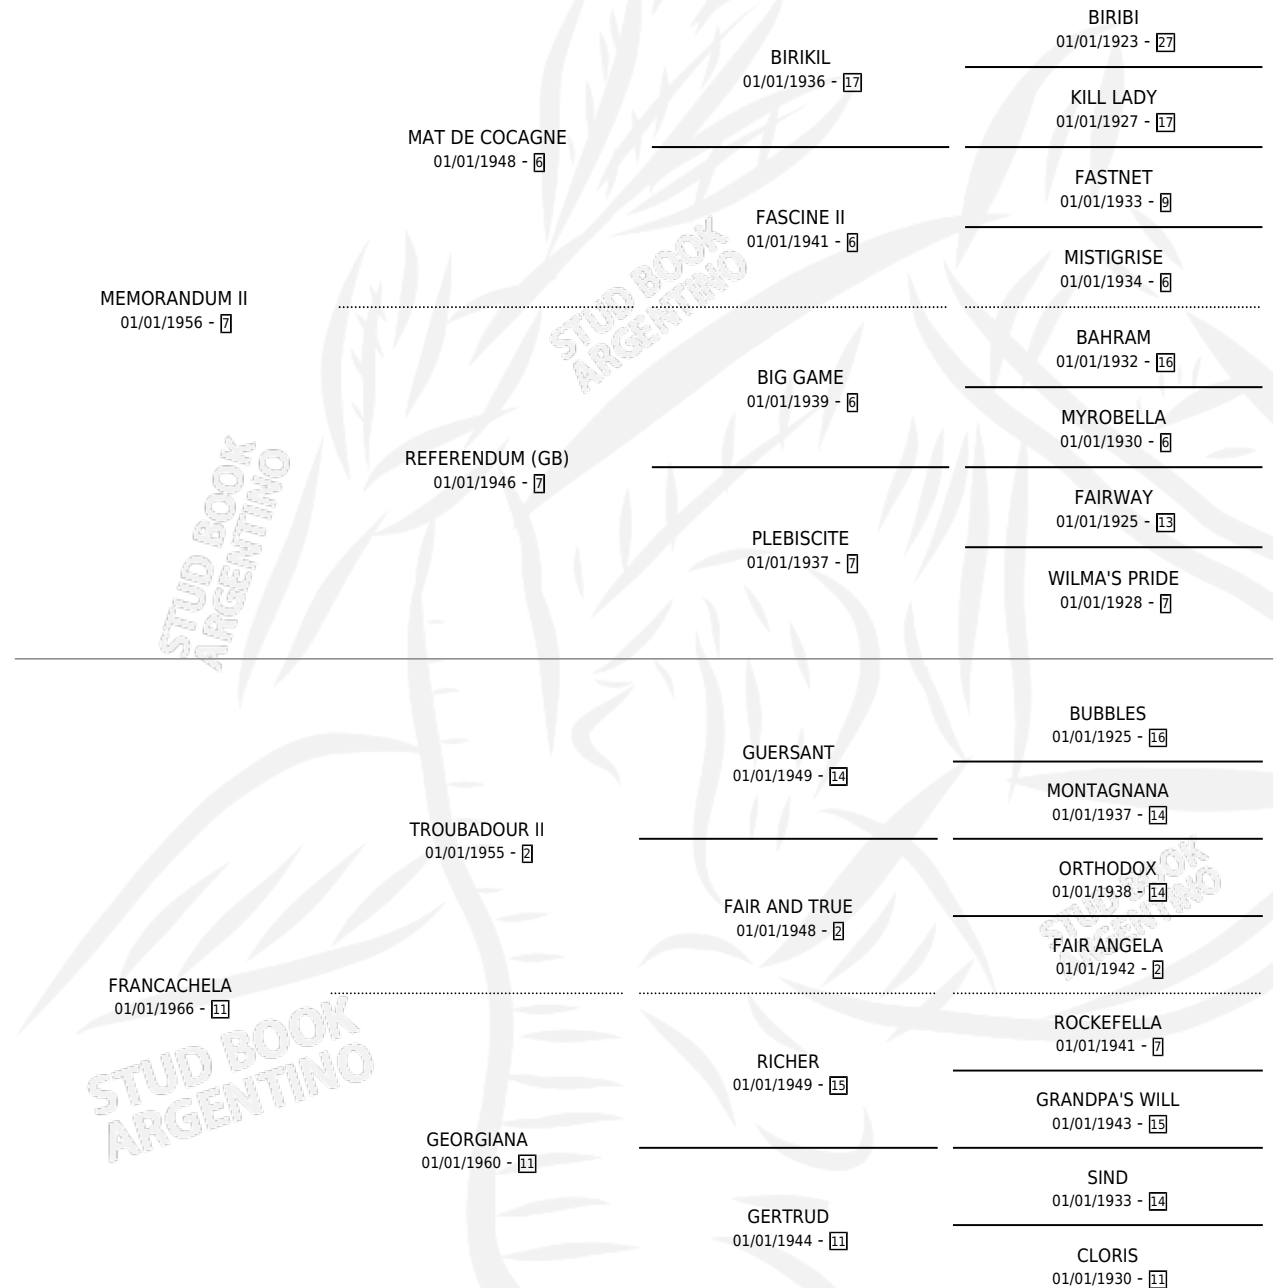 BIRIBI
01/01/1923 - 27
BIRIKIL
01/01/1936 - 17
KILL LADY
01/01/1927 - 17
MAT DE COCAGNE
01/01/1948 - 6
FASTNET
01/01/1933 - 9
FASCINE II
01/01/1941 - 6
MISTIGRISE
01/01/1934 - 6
MEMORANDUM II
01/01/1956 - 7
BAHRAM
01/01/1932 - 16
BIG GAME
01/01/1939 - 6
MYROBELLA
01/01/1930 - 6
REFERENDUM (GB)
01/01/1946 - 7
FAIRWAY
01/01/1925 - 13
PLEBISCITE
01/01/1937 - 7
WILMA'S PRIDE
01/01/1928 - 7
BUBBLES
01/01/1925 - 16
GUERSANT
01/01/1949 - 14
MONTAGNANA
01/01/1937 - 14
TROUBADOUR II
01/01/1955 - 2
ORTHODOX
01/01/1938 - 14
FAIR AND TRUE
01/01/1948 - 2
FAIR ANGELA
01/01/1942 - 2
FRANCACHELA
01/01/1966 - 11
ROCKEFELLA
01/01/1941 - 7
RICHER
01/01/1949 - 15
GRANDPA'S WILL
01/01/1943 - 15
GEORGIANA
01/01/1960 - 11
SIND
01/01/1933 - 14
GERTRUD
01/01/1944 - 11
CLORIS
01/01/1930 - 11
STUD BOOK
ARGENTINO
STUD BOOK
ARGENTINO
STUD BOOK
ARGENTINO
STUD BOOK
ARGENTINO